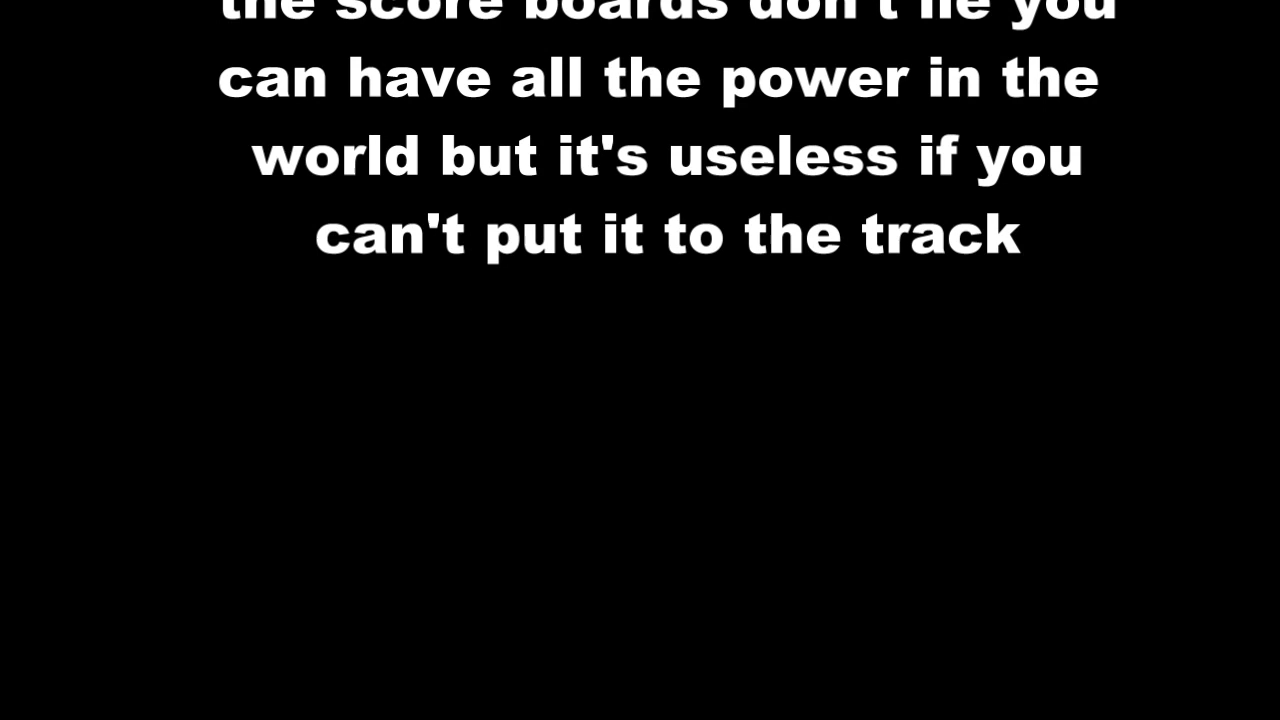 the score boards don't lie you
can have all the power in the
world but it's useless if you
can't put it to the track